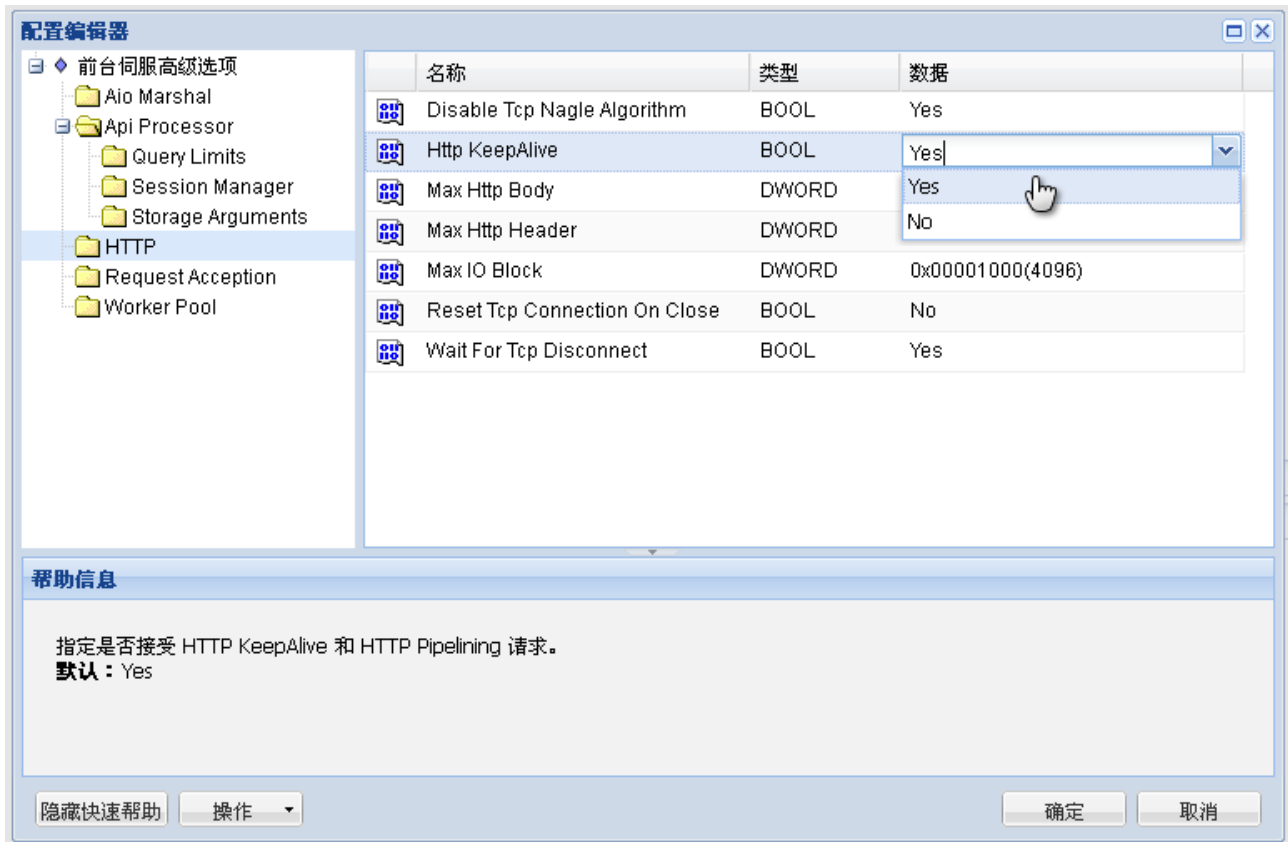 配置编辑器
前台伺服高级选项
Aio Marshal
Api Processor
Query Limits
Session Manager
Storage Arguments
HTTP
Request Acception
Worker Pool
名称 类型 数据
Disable Tcp Nagle Algorithm BOOL Yes
Http KeepAlive BOOL Yes
Yes
No
Max Http Body DWORD
Max Http Header DWORD
Max IO Block DWORD 0x00001000(4096)
Reset Tcp Connection On Close BOOL No
Wait For Tcp Disconnect BOOL Yes
帮助信息
指定是否接受 HTTP KeepAlive 和 HTTP Pipelining 请求。
默认：Yes
隐藏快速帮助 操作 确定 取消